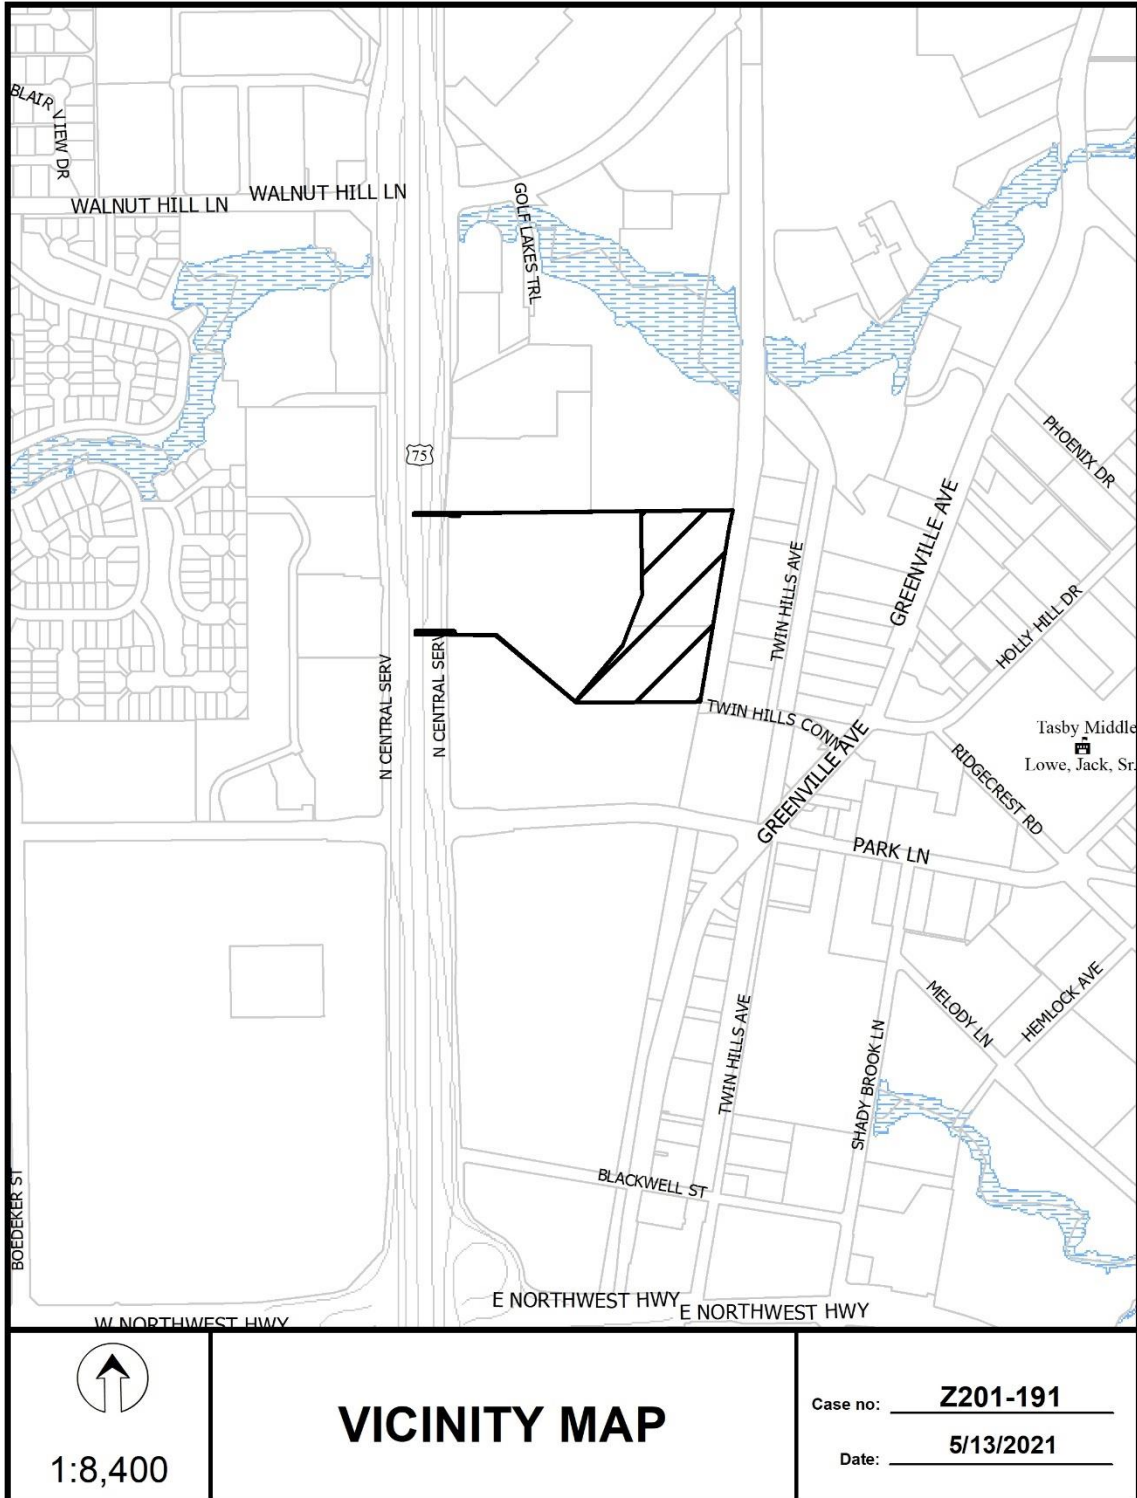 BLAIR VIEW DR
WALNUT HILL LN
WALNUT HILL LN
GOLF LAKES TRL
75
PHOENIX DR
GREENVILLE AVE
TWIN HILLS AVE
HOLLY HILL DR
N CENTRAL SERV
N CENTRAL SERV
TWIN HILLS CONN
GREENVILLE AVE
Tasby Middle
Lowe, Jack, Sr.
RIDGECREST RD
PARK LN
MELODY LN
HEMLOCK AVE
TWIN HILLS AVE
SHADY BROOK LN
BLACKWELL ST
BOEDEKER ST
E NORTHWEST HWY
E NORTHWEST HWY
W NORTHWEST HWY
1:8,400
VICINITY MAP
Case no: Z201-191
Date: 5/13/2021